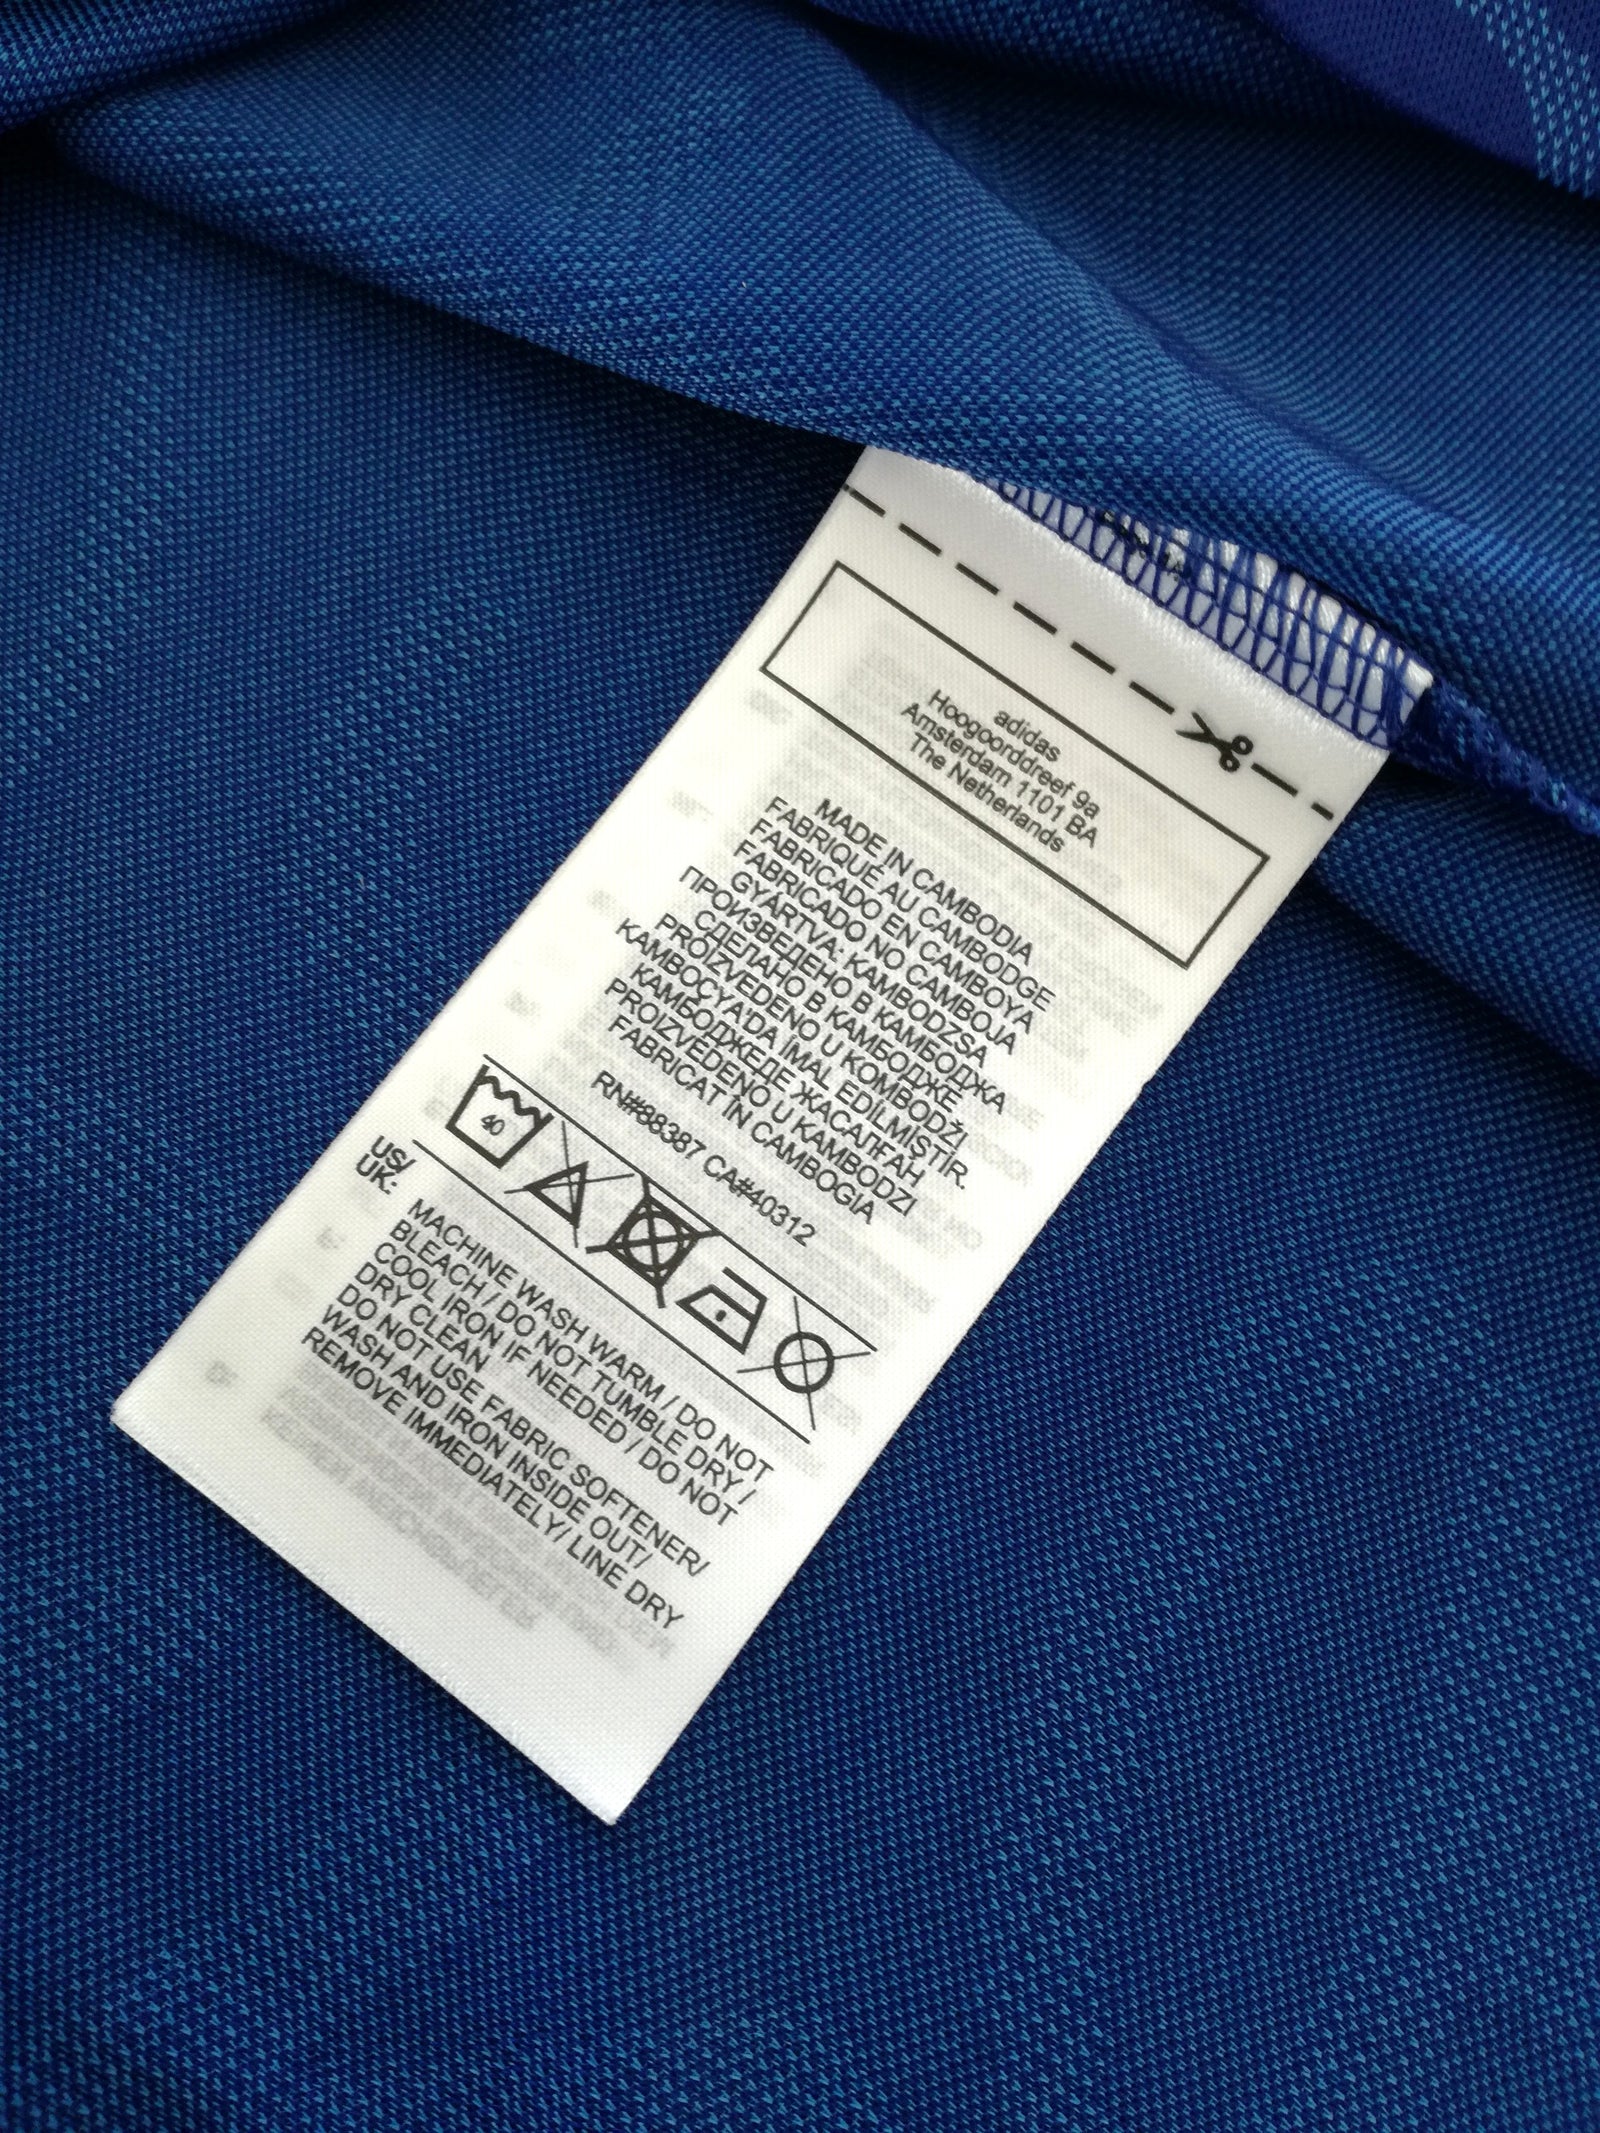 adidas
Hoogoorddreef 9a
Amsterdam 1101 BA
The Netherlands
MADE IN CAMBODIA
FABRIQUÉ AU CAMBODGE
FABRICADO EN CAMBOYA
FABRICADO NO CAMBOJA
GYÁRTVA: KAMBODZSA
ПРОИЗВЕДЕНО В КАМБОДЖА
СДЕЛАНО В КАМБОДЖЕ
PROIZVEDENO U KOMBODŽI
KAMBOÇYA'DA İMAL EDİLMİŞTİR.
КАМБОДЖЕДЕ ЖАСАЛҒАН
PROIZVEDENO U KAMBODZI
FABRICAT ÎN CAMBOGIA
RN#88387 CA#40312
40
US/
UK:
MACHINE WASH WARM / DO NOT
BLEACH / DO NOT TUMBLE DRY /
COOL IRON IF NEEDED / DO NOT
DRY CLEAN
DO NOT USE FABRIC SOFTENER/
WASH AND IRON INSIDE OUT/
REMOVE IMMEDIATELY/ LINE DRY